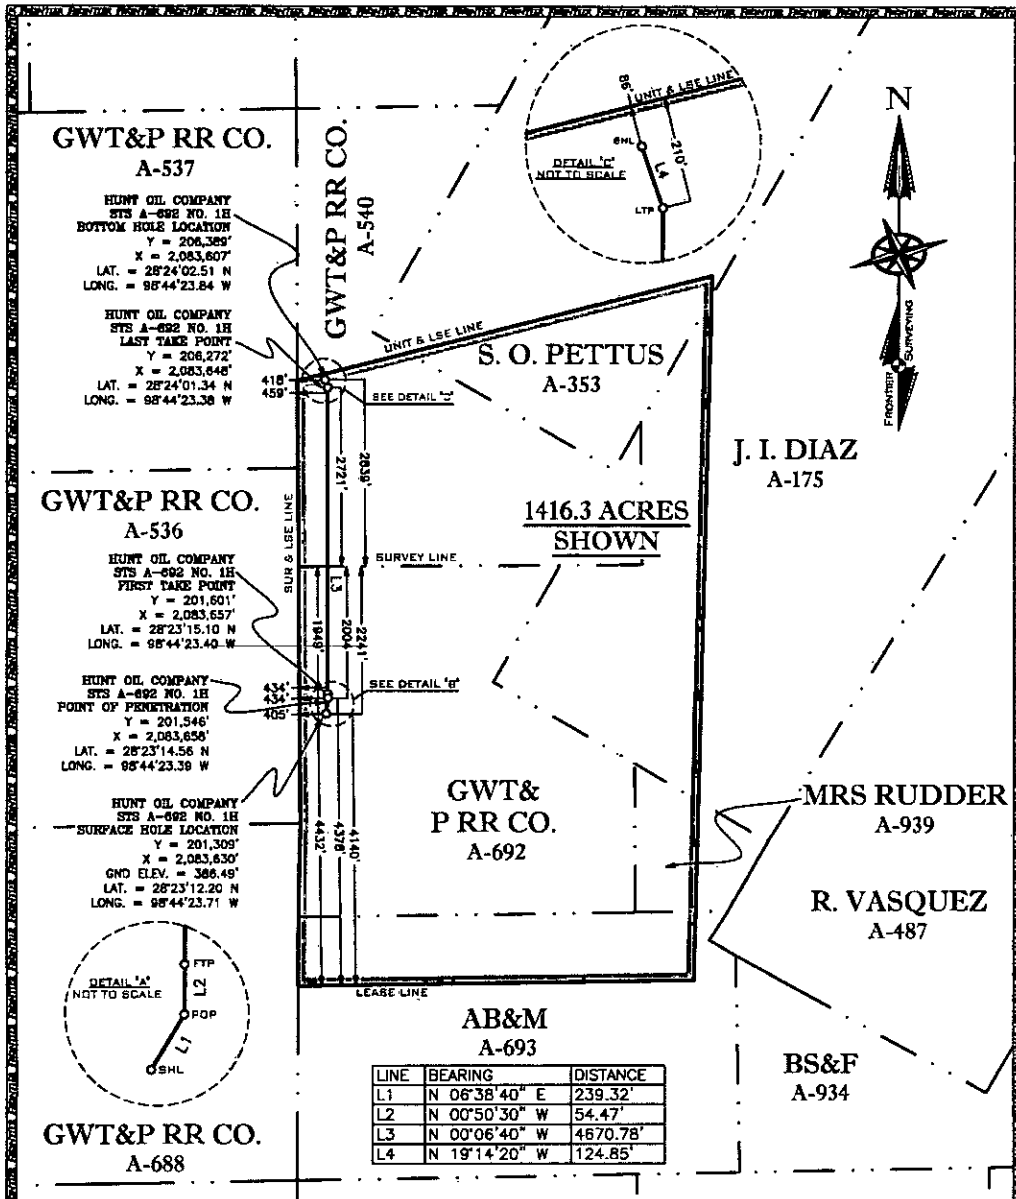 GWT&P RR CO.
A-537
HUNT OIL COMPANY
STS A-692 NO. 1H
BOTTOM HOLE LOCATION
Y = 206,389'
X = 2,083,607'
LAT. = 28°24'02.51 N
LONG. = 98°44'23.84 W
HUNT OIL COMPANY
STS A-692 NO. 1H
LAST TAKE POINT
Y = 206,272'
X = 2,083,648'
LAT. = 28°24'01.34 N
LONG. = 98°44'23.38 W
GWT&P RR CO.
A-540
UNIT & LSE LINE
86'
BHL
L4
210'
LTP
DETAIL "C"
NOT TO SCALE
N
FRONTIER SURVEYING
UNIT & LSE LINE
S. O. PETTUS
A-353
418'
459'
SEE DETAIL "C"
2721'
2839'
J. I. DIAZ
A-175
1416.3 ACRES
SHOWN
GWT&P RR CO.
A-536
SUR & LSE LINE
SURVEY LINE
L3
HUNT OIL COMPANY
STS A-692 NO. 1H
FIRST TAKE POINT
Y = 201,601'
X = 2,083,657'
LAT. = 28°23'15.10 N
LONG. = 98°44'23.40 W
1949'
2004'
2241'
HUNT OIL COMPANY
STS A-692 NO. 1H
POINT OF PENETRATION
Y = 201,546'
X = 2,083,658'
LAT. = 28°23'14.56 N
LONG. = 98°44'23.39 W
434'
434'
405'
SEE DETAIL "B"
HUNT OIL COMPANY
STS A-692 NO. 1H
SURFACE HOLE LOCATION
Y = 201,309'
X = 2,083,630'
GND ELEV. = 386.49'
LAT. = 28°23'12.20 N
LONG. = 98°44'23.71 W
4432'
4378'
4140'
GWT&
P RR CO.
A-692
MRS RUDDER
A-939
R. VASQUEZ
A-487
DETAIL "A"
NOT TO SCALE
FTP
L2
POP
L1
SHL
LEASE LINE
AB&M
A-693
BS&F
A-934
GWT&P RR CO.
A-688
LINE BEARING DISTANCE
L1 N 06°38'40" E 239.32'
L2 N 00°50'30" W 54.47'
L3 N 00°06'40" W 4670.78'
L4 N 19°14'20" W 124.85'